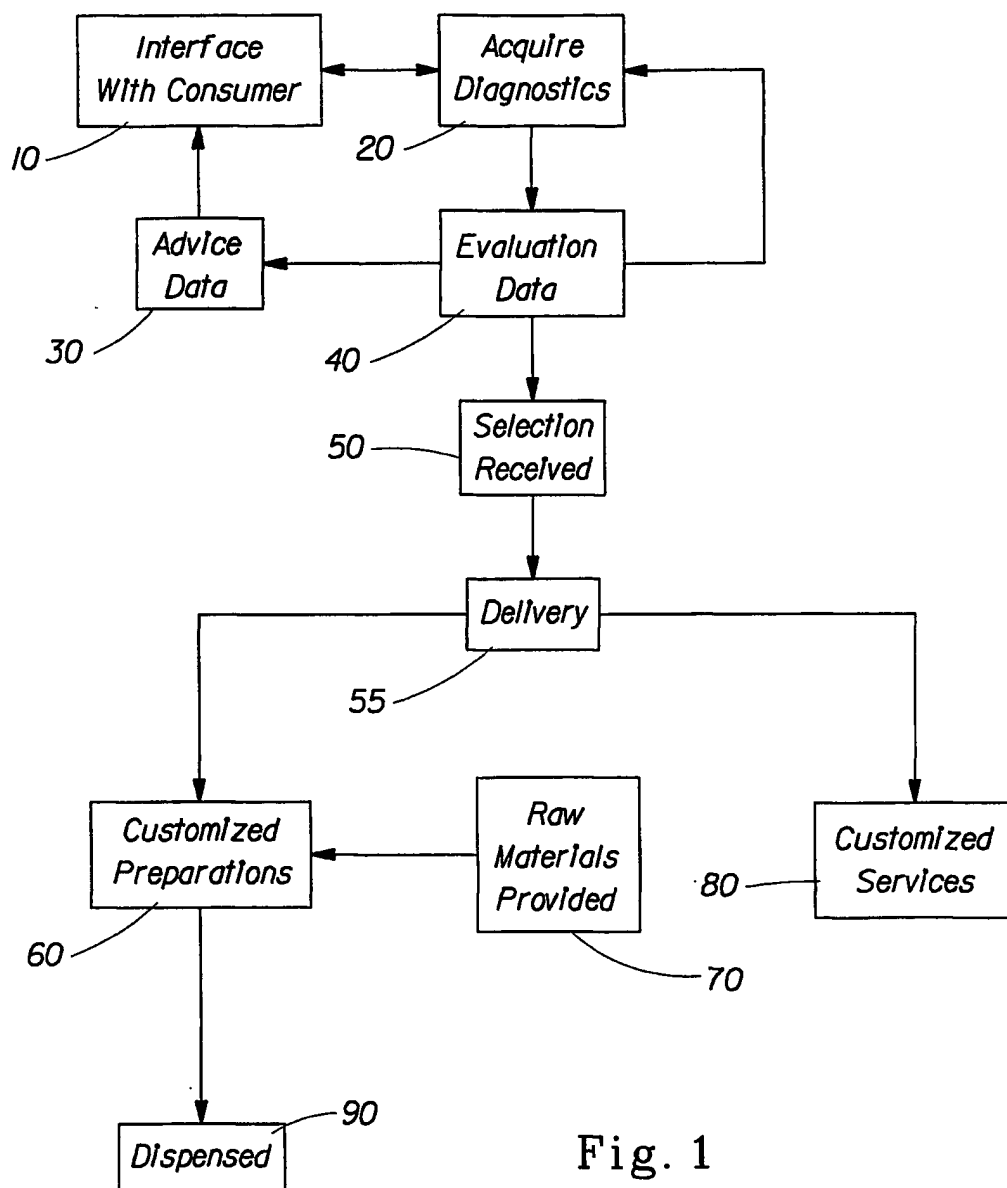 Interface
With Consumer
10
Acquire
Diagnostics
20
Advice
Data
30
Evaluation
Data
40
Selection
Received
50
Delivery
55
Customized
Preparations
60
Raw
Materials
Provided
70
Customized
Services
80
Dispensed
90
Fig. 1